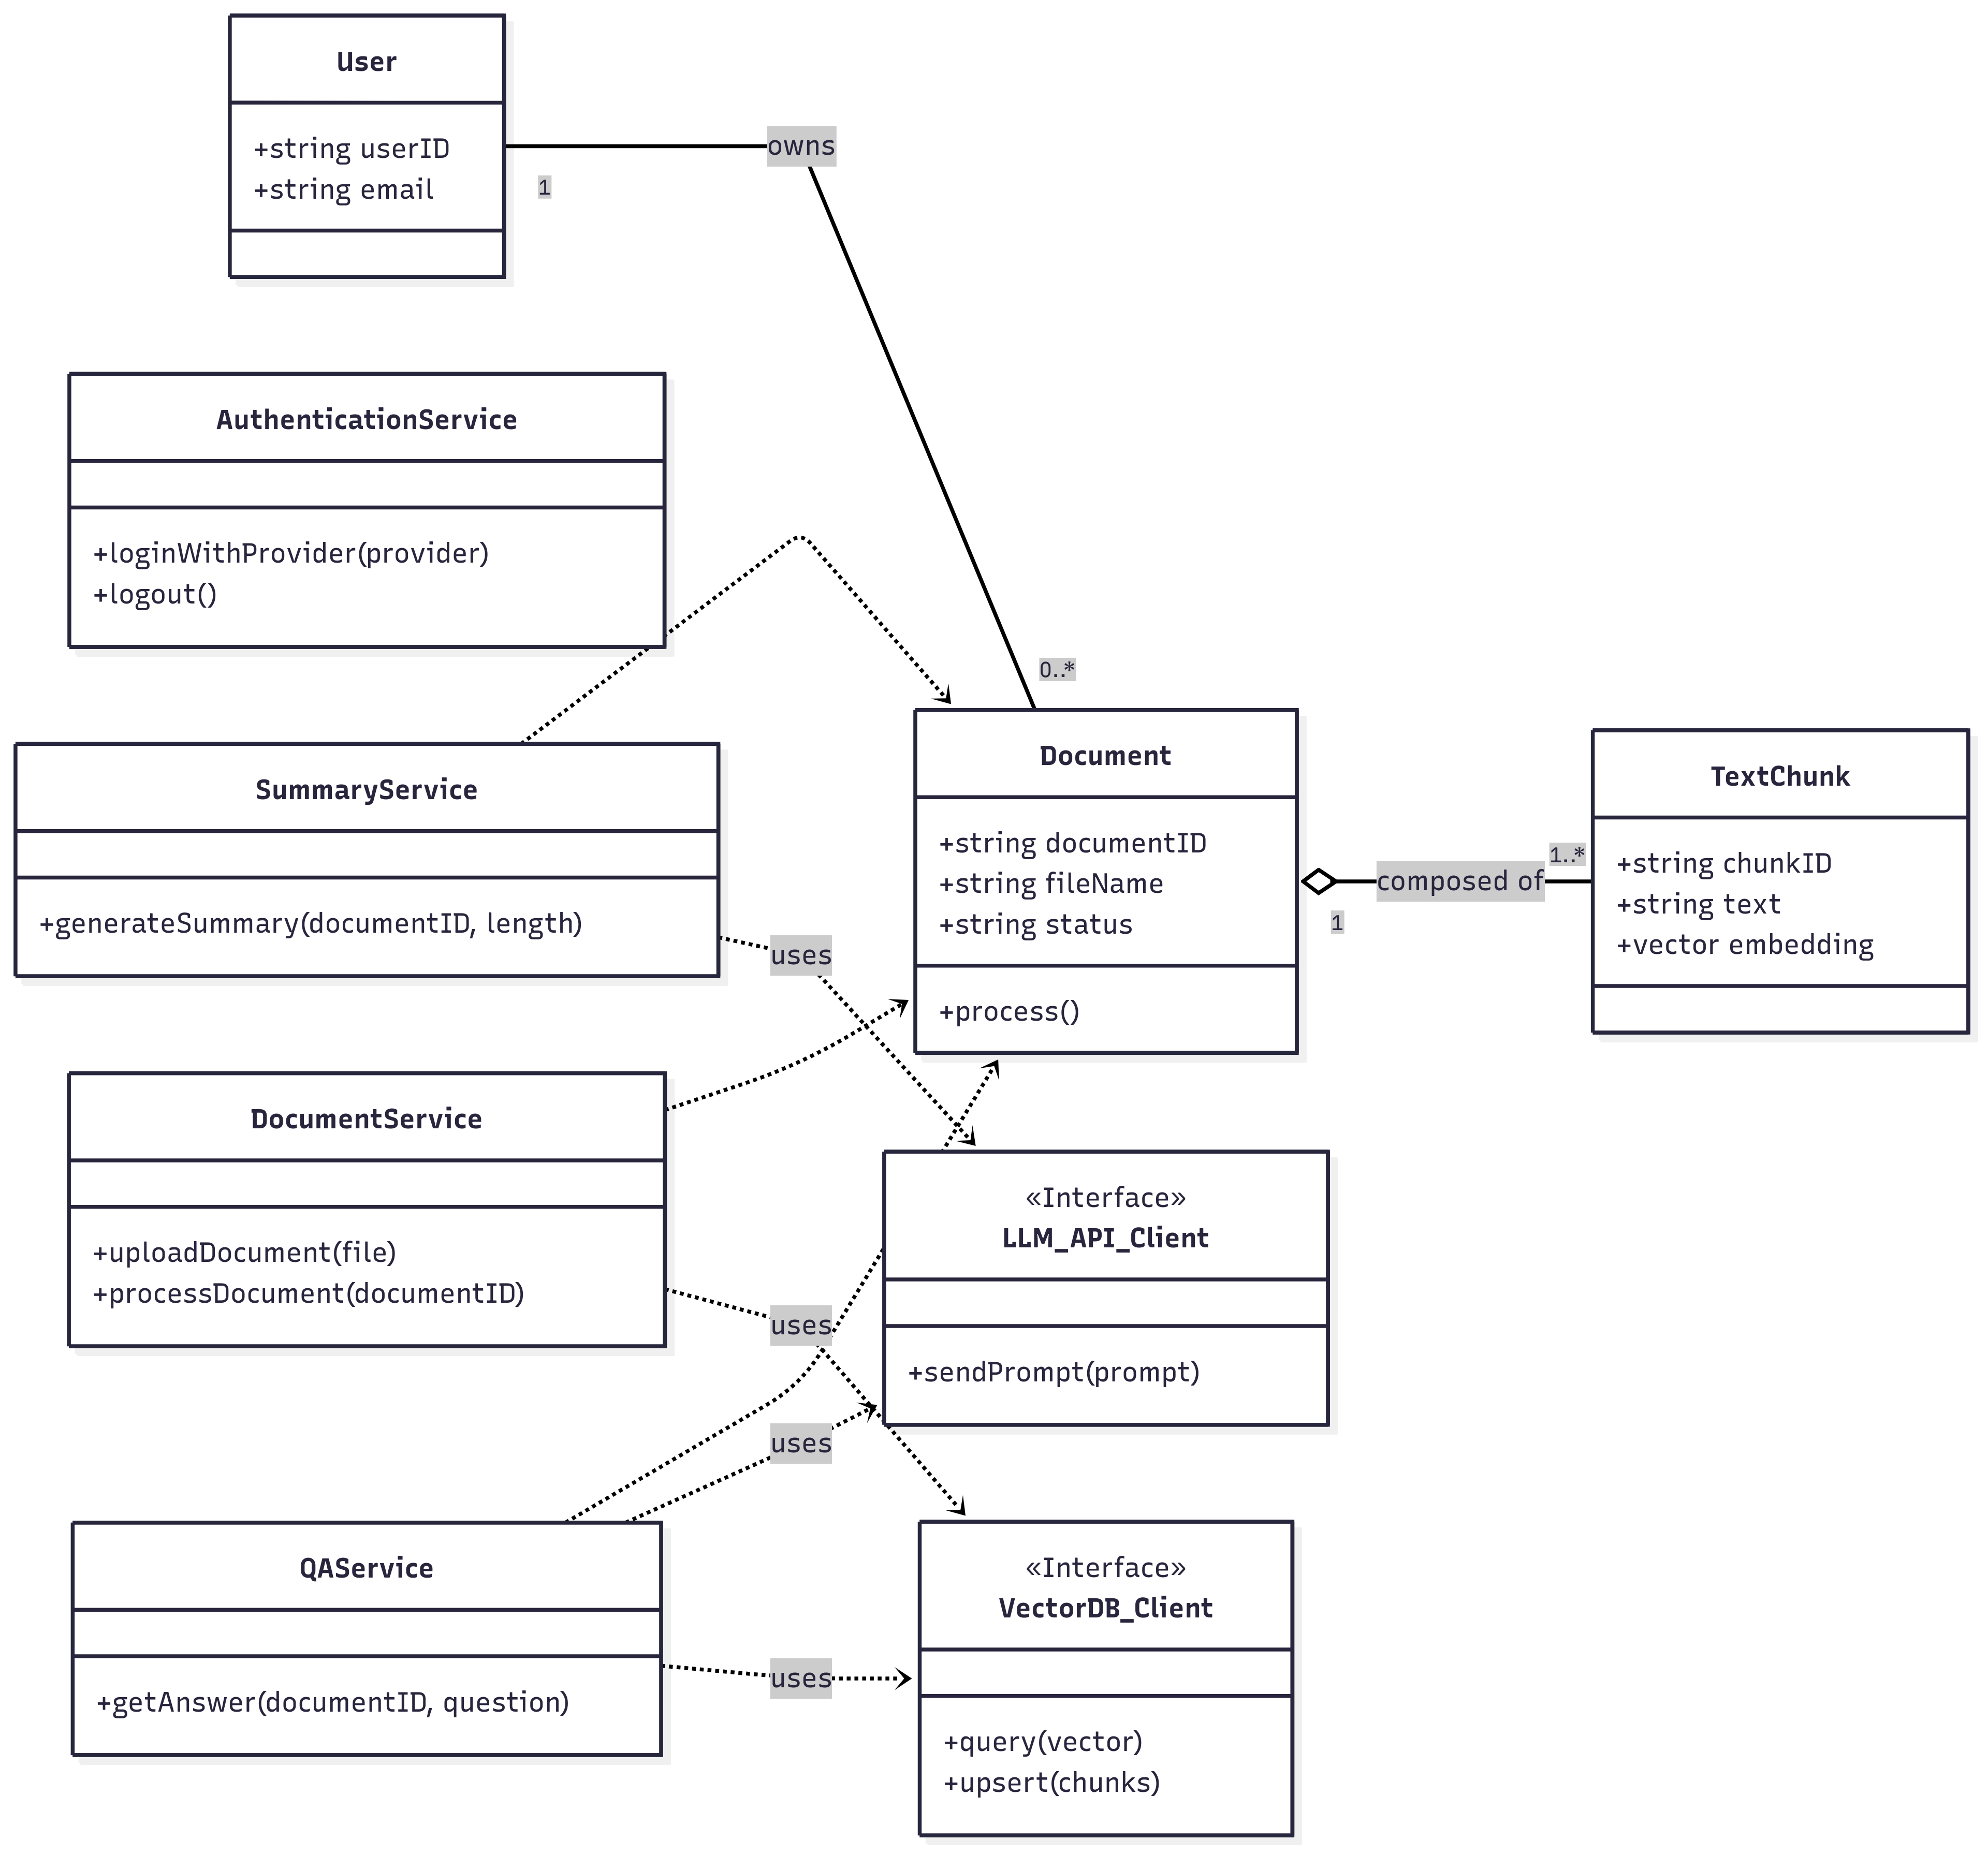 User
+string userID
+string email
owns
1
AuthenticationService
+loginWithProvider(provider)
+logout()
0..*
SummaryService
+generateSummary(documentID, length)
uses
Document
+string documentID
+string fileName
+string status
+process()
composed of
1..*
1
TextChunk
+string chunkID
+string text
+vector embedding
DocumentService
+uploadDocument(file)
+processDocument(documentID)
uses
«Interface»
LLM_API_Client
+sendPrompt(prompt)
uses
QAService
+getAnswer(documentID, question)
uses
«Interface»
VectorDB_Client
+query(vector)
+upsert(chunks)